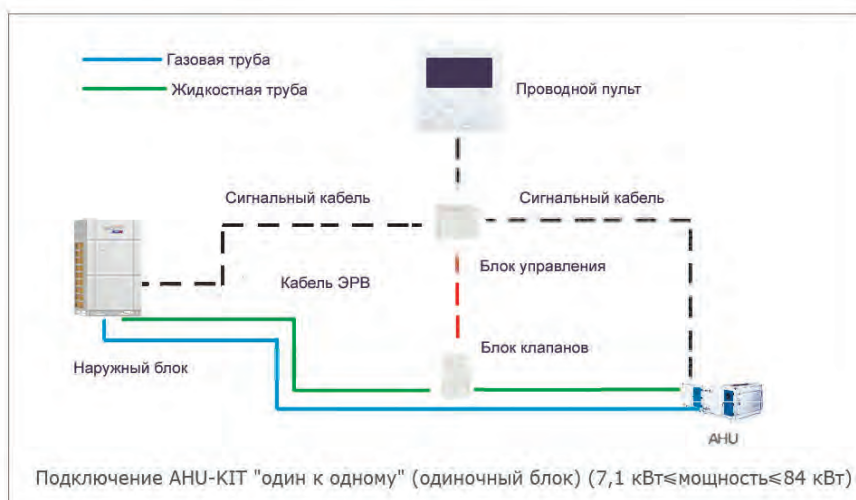 Газовая труба
Жидкостная труба
Проводной пульт
Сигнальный кабель
Сигнальный кабель
Кабель ЭРВ
Блок управления
Блок клапанов
Наружный блок
AHU
Подключение AHU-KIT "один к одному" (одиночный блок) (7,1 кВт≤мощность≤84 кВт)